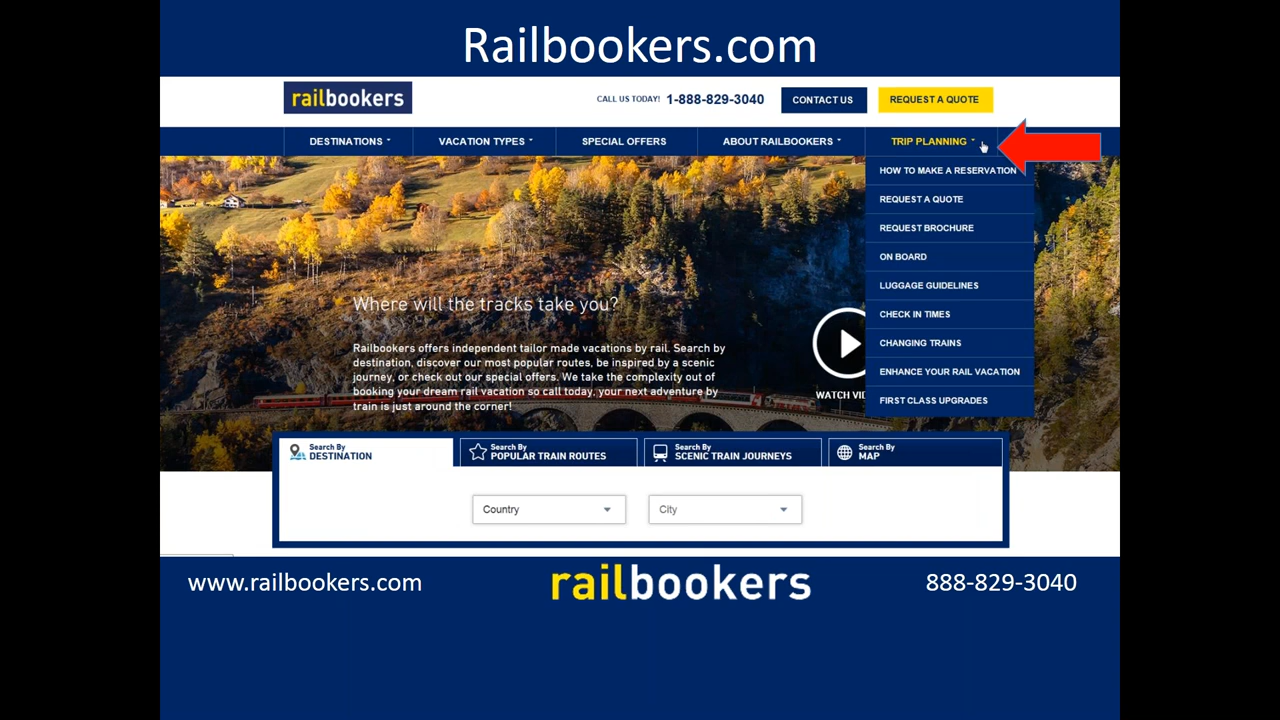 Railbookers.com
railbookers
CALL US TODAY! 1-888-829-3040
CONTACT US
REQUEST A QUOTE
DESTINATIONS
VACATION TYPES
SPECIAL OFFERS
ABOUT RAILBOOKERS
TRIP PLANNING
HOW TO MAKE A RESERVATION
REQUEST A QUOTE
REQUEST BROCHURE
ON BOARD
LUGGAGE GUIDELINES
CHECK IN TIMES
CHANGING TRAINS
ENHANCE YOUR RAIL VACATION
FIRST CLASS UPGRADES
Where will the tracks take you?
Railbookers offers independent tailor made vacations by rail. Search by
destination, discover our most popular routes, be inspired by a scenic
journey, or check out our special offers. We take the complexity out of
booking your dream rail vacation so call today, your next adventure by
train is just around the corner!
WATCH VID
Search By
DESTINATION
Search By
POPULAR TRAIN ROUTES
Search By
SCENIC TRAIN JOURNEYS
Search By
MAP
Country
City
www.railbookers.com
railbookers
888-829-3040